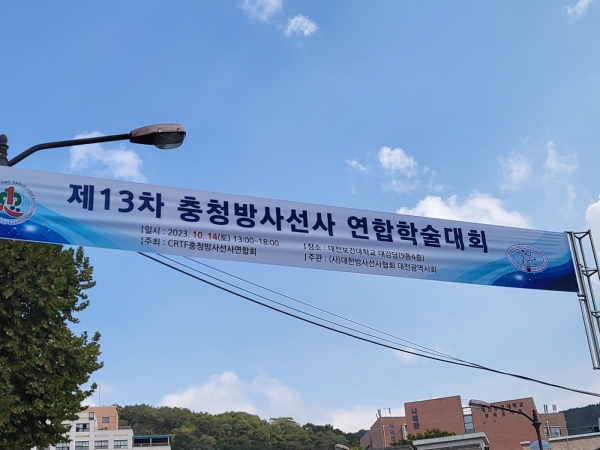 제13차 충청방사선사 연합학술대회
일시 : 2023. 10. 14(토) 13:00~18:00
장소 : 대전보건대학교 대강당(9동4층)
주최 : CRTF충청방사선사연합회
주관 : (사)대한방사선사협회 대전광역시회